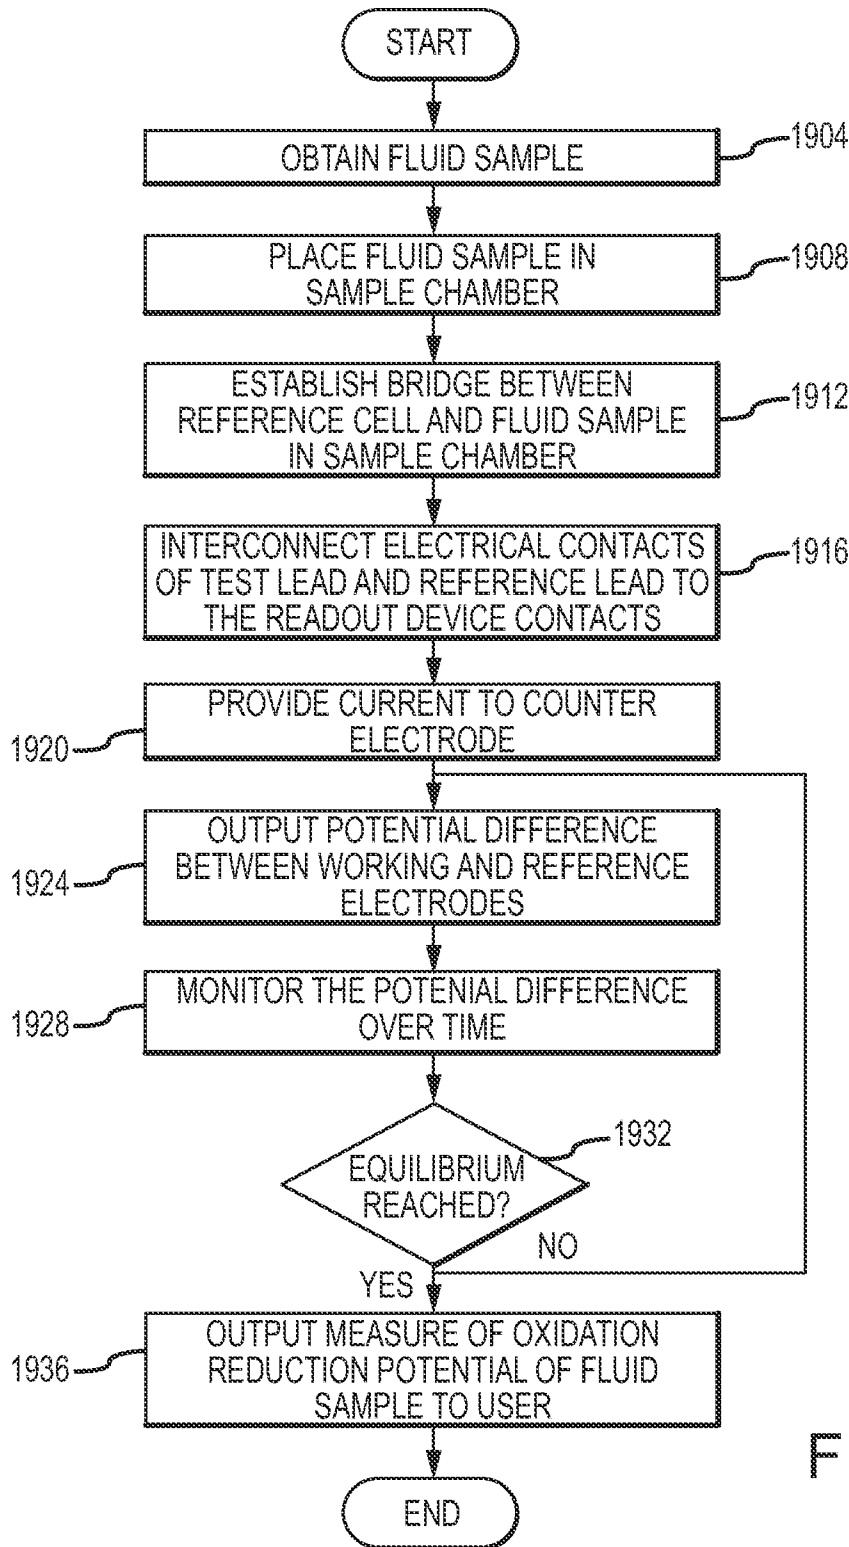 START
OBTAIN FLUID SAMPLE
1904
PLACE FLUID SAMPLE IN
SAMPLE CHAMBER
1908
ESTABLISH BRIDGE BETWEEN
REFERENCE CELL AND FLUID SAMPLE
IN SAMPLE CHAMBER
1912
INTERCONNECT ELECTRICAL CONTACTS
OF TEST LEAD AND REFERENCE LEAD TO
THE READOUT DEVICE CONTACTS
1916
PROVIDE CURRENT TO COUNTER
ELECTRODE
1920
OUTPUT POTENTIAL DIFFERENCE
BETWEEN WORKING AND REFERENCE
ELECTRODES
1924
MONITOR THE POTENIAL DIFFERENCE
OVER TIME
1928
EQUILIBRIUM
REACHED?
1932
NO
YES
OUTPUT MEASURE OF OXIDATION
REDUCTION POTENTIAL OF FLUID
SAMPLE TO USER
1936
F
END